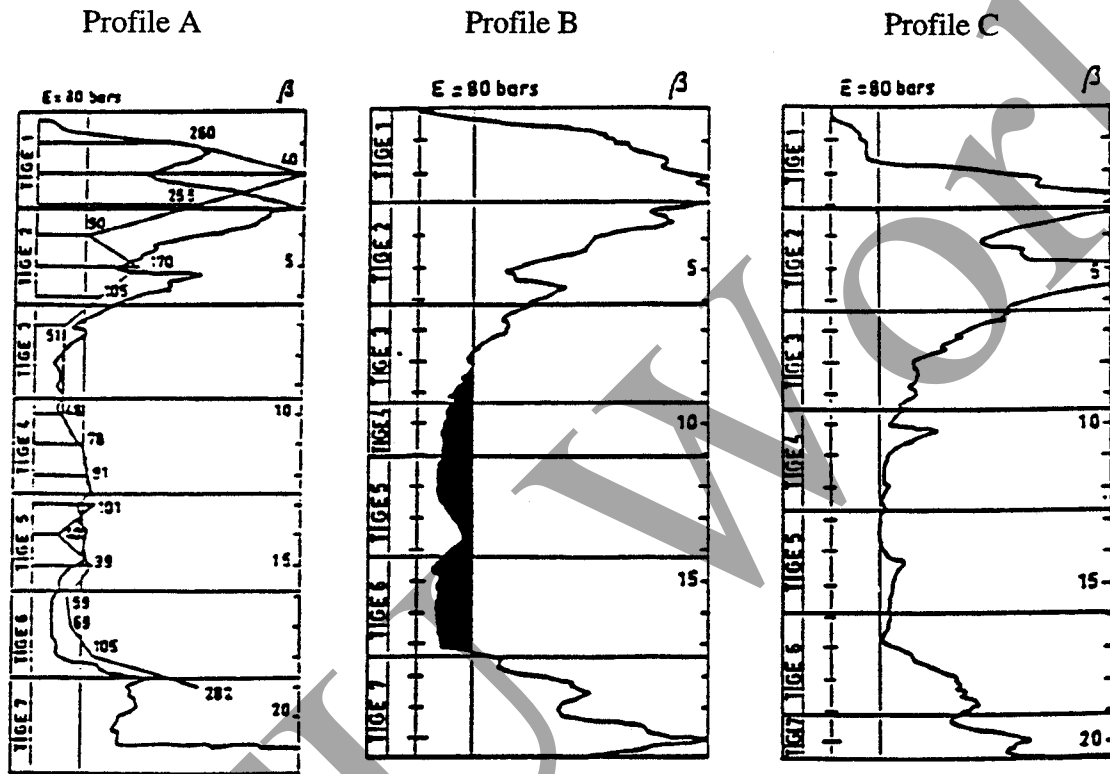 Profile A
Profile B
Profile C
E = 80 bars β
E = 80 bars β
E = 80 bars β
TIGE 1
260
40
255
TIGE 2
90
5
170
105
TIGE 3
51
TIGE 4
10
78
91
TIGE 5
101
39
15
TIGE 6
59
69
105
TIGE 7
282
20
TIGE 1
TIGE 2
5
TIGE 3
TIGE 4
10
TIGE 5
TIGE 6
15
TIGE 7
TIGE 1
TIGE 2
5
TIGE 3
TIGE 4
10
TIGE 5
15
TIGE 6
TIGE 7
20